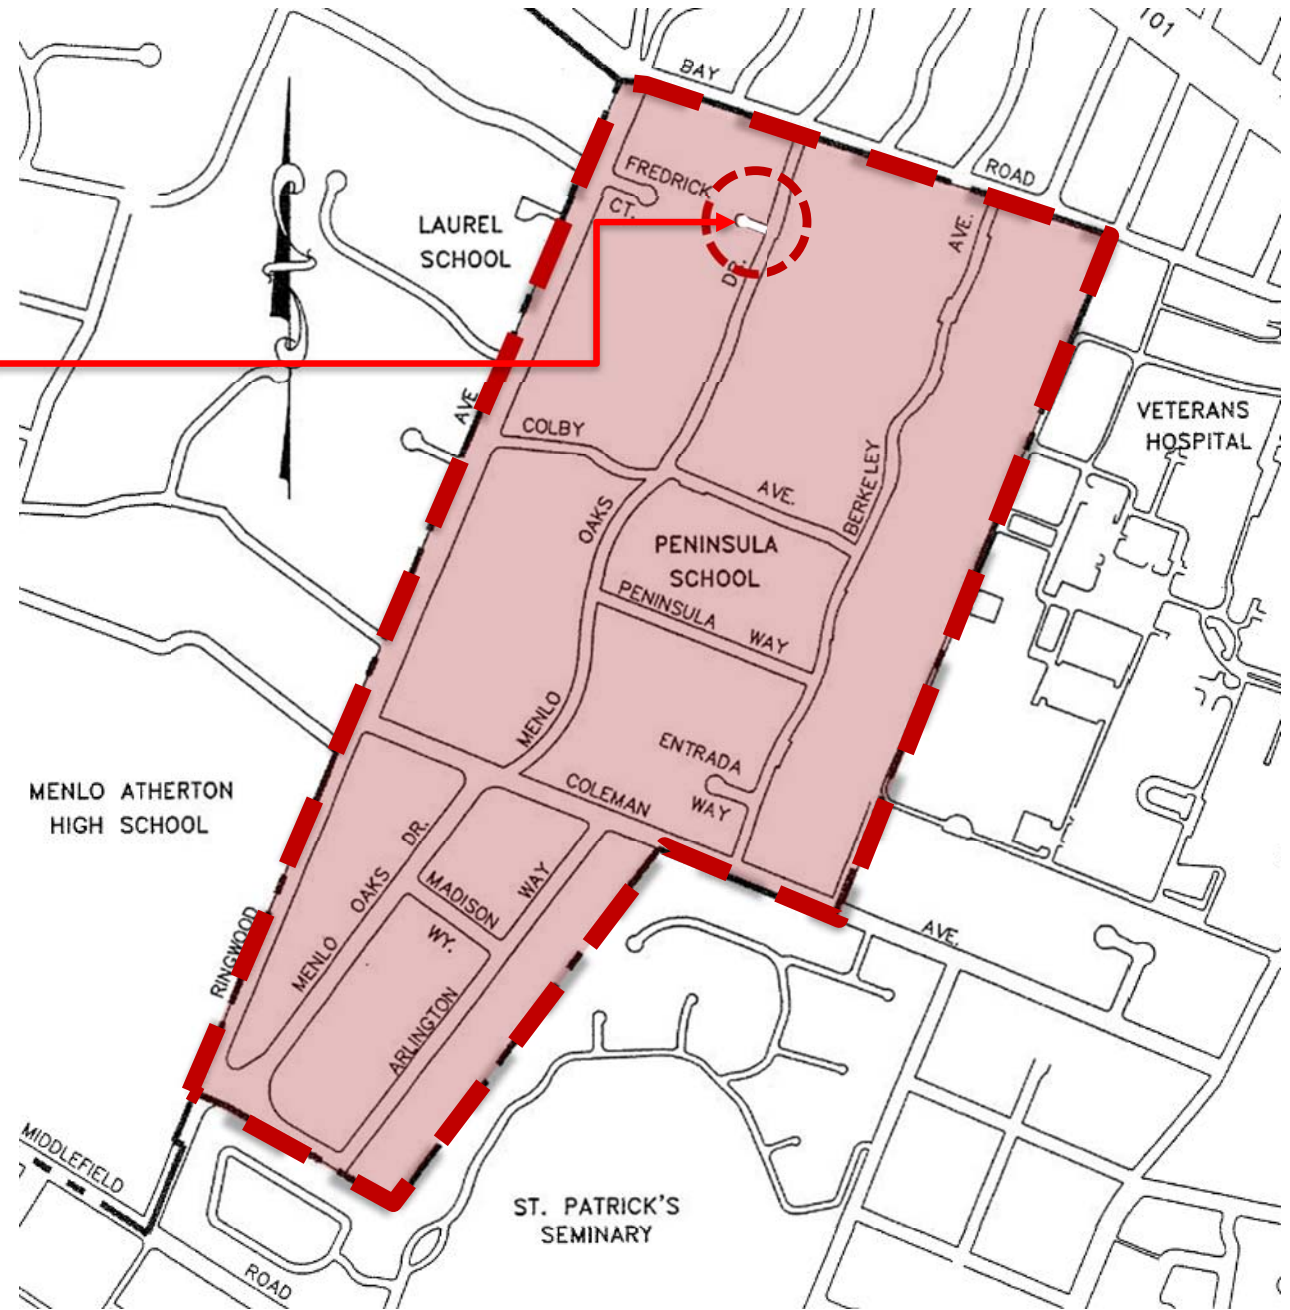 101
BAY
ROAD
FREDRICK
CT.
LAUREL
SCHOOL
DR.
AVE.
AVE
VETERANS
HOSPITAL
COLBY
AVE.
BERKELEY
OAKS
PENINSULA
SCHOOL
PENINSULA WAY
MENLO
ENTRADA
WAY
COLEMAN
AVE.
MENLO ATHERTON
HIGH SCHOOL
MENLO OAKS DR.
MADISON
WY.
ARLINGTON WAY
RINGWOOD
MIDDLEFIELD
ROAD
ST. PATRICK'S
SEMINARY